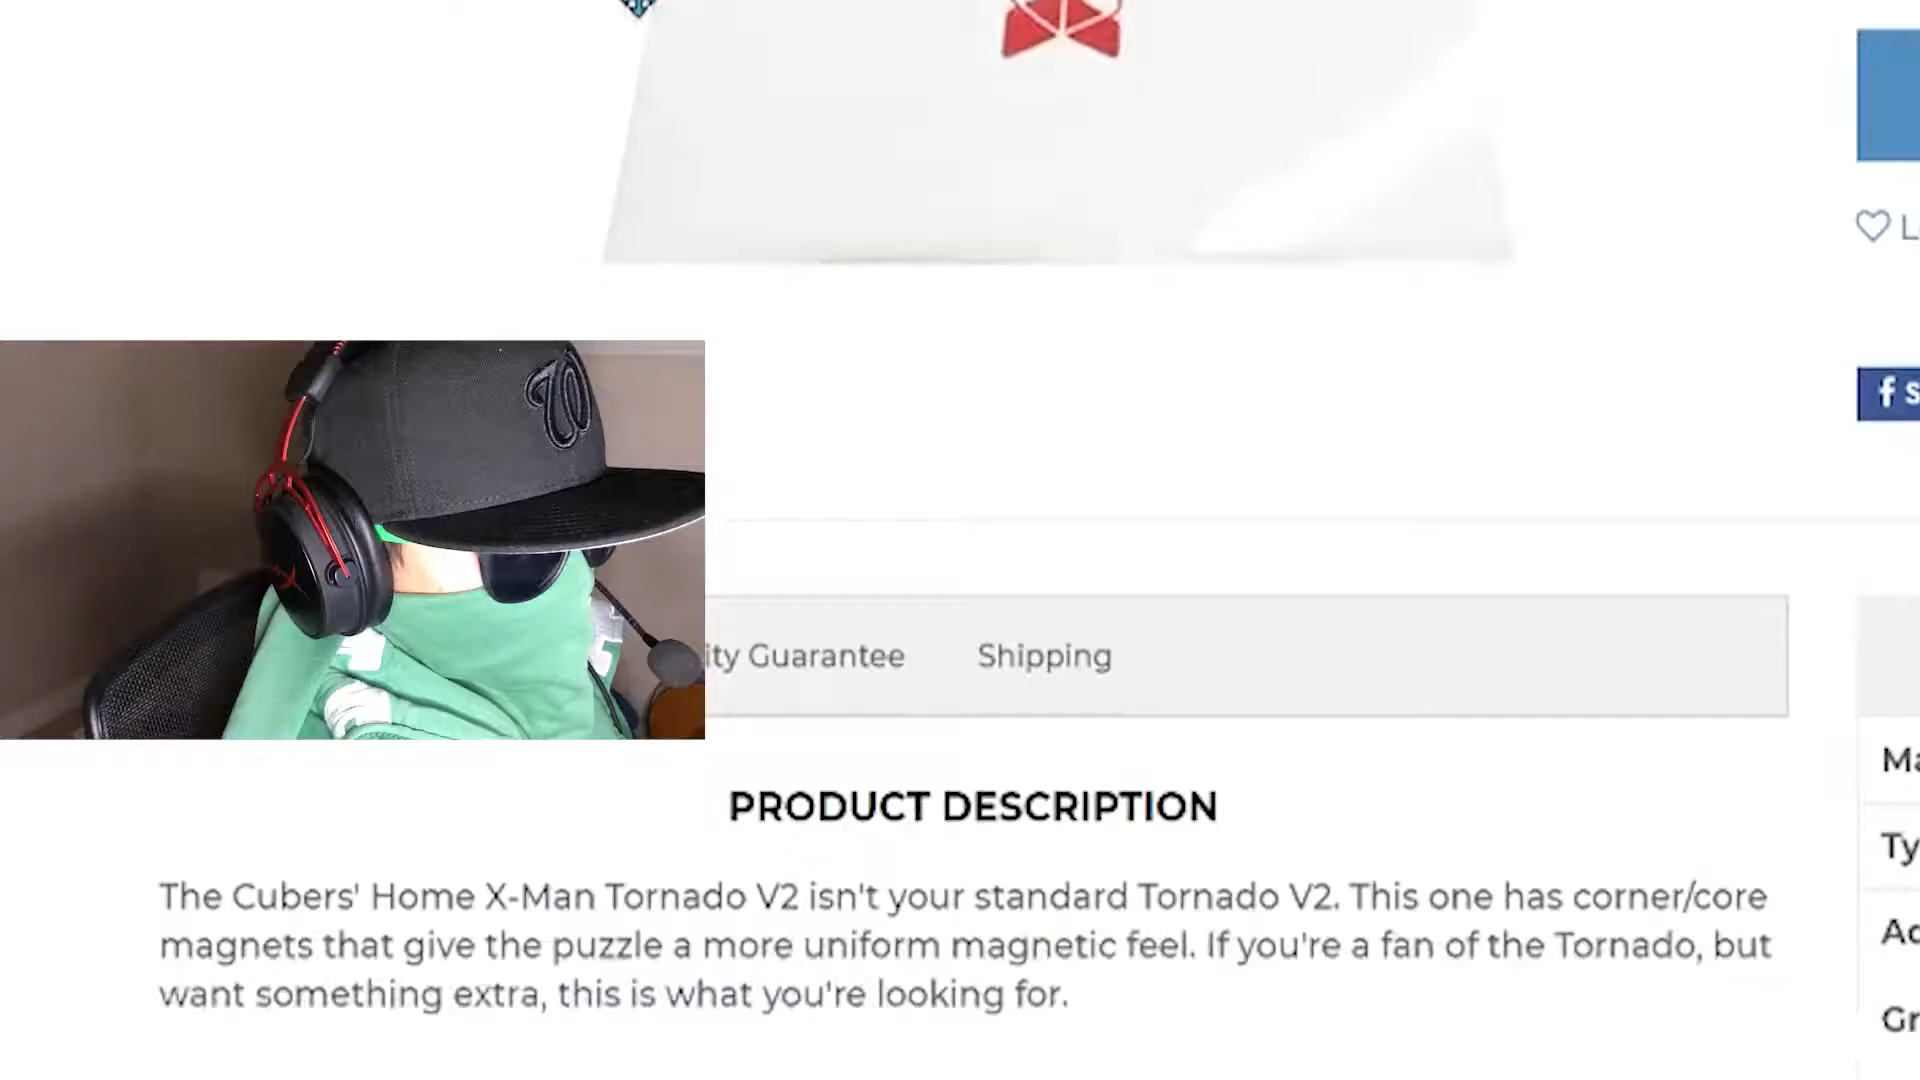 W
Guarantee
Shipping
PRODUCT DESCRIPTION
The Cubers' Home X-Man Tornado V2 isn't your standard Tornado V2. This one has corner/core
magnets that give the puzzle a more uniform magnetic feel. If you're a fan of the Tornado, but
want something extra, this is what you're looking for.